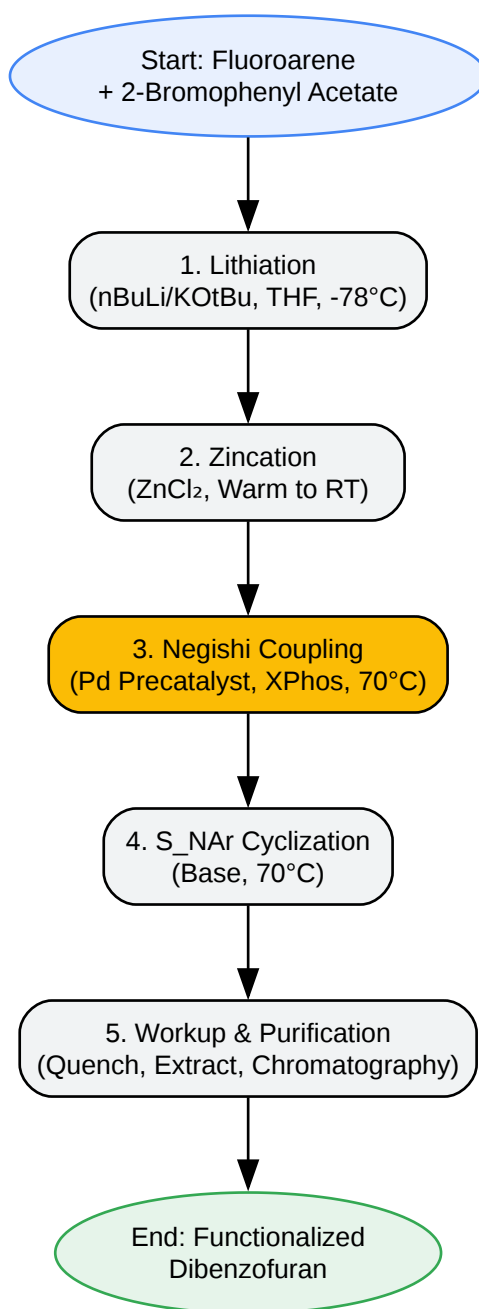 Start: Fluoroarene
+ 2-Bromophenyl Acetate
1. Lithiation
(nBuLi/KOtBu, THF, -78°C)
2. Zincation
(ZnCl₂, Warm to RT)
3. Negishi Coupling
(Pd Precatalyst, XPhos, 70°C)
4. S_NAr Cyclization
(Base, 70°C)
5. Workup & Purification
(Quench, Extract, Chromatography)
End: Functionalized
Dibenzofuran